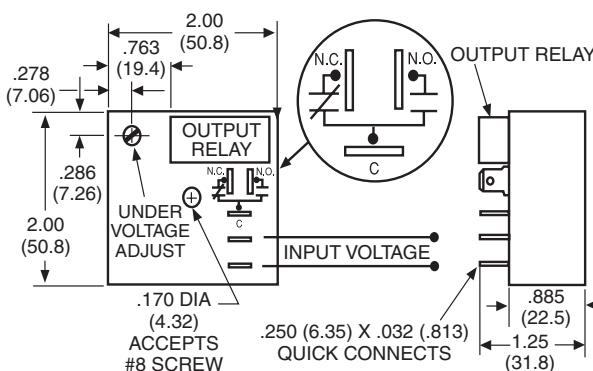 2.00
(50.8)
.763
(19.4)
.278
(7.06)
.286
(7.26)
2.00
(50.8)
OUTPUT
RELAY
N.C.
N.O.
C
UNDER
VOLTAGE
ADJUST
N.C.
N.O.
C
OUTPUT RELAY
INPUT VOLTAGE
.170 DIA
(4.32)
ACCEPTS
#8 SCREW
.250 (6.35) X .032 (.813)
QUICK CONNECTS
.885
(22.5)
1.25
(31.8)